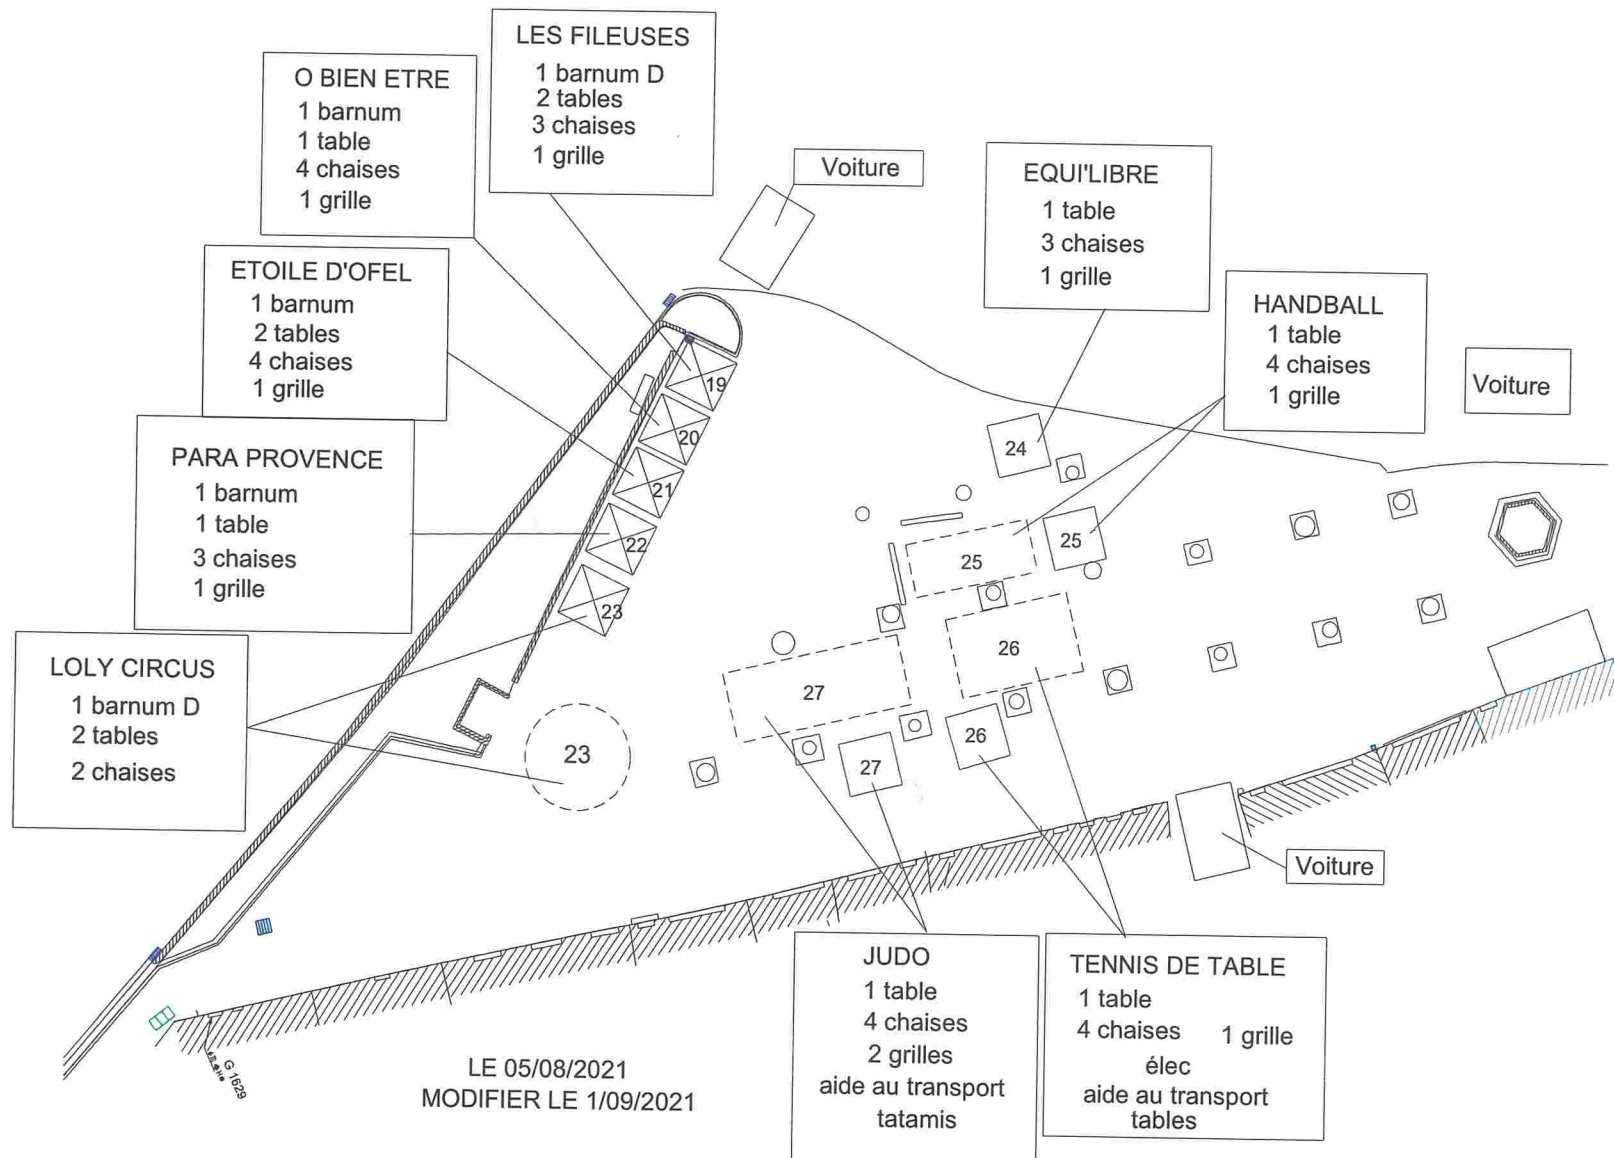 LES FILEUSES
1 barnum D
2 tables
3 chaises
1 grille
O BIEN ETRE
1 barnum
1 table
4 chaises
1 grille
Voiture
EQUI'LIBRE
1 table
3 chaises
1 grille
ETOILE D'OFEL
1 barnum
2 tables
4 chaises
1 grille
HANDBALL
1 table
4 chaises
1 grille
Voiture
PARA PROVENCE
1 barnum
1 table
3 chaises
1 grille
LOLY CIRCUS
1 barnum D
2 tables
2 chaises
19
20
21
22
23
23
24
25
25
26
27
26
27
Voiture
JUDO
1 table
4 chaises
2 grilles
aide au transport
tatamis
TENNIS DE TABLE
1 table
4 chaises 1 grille
élec
aide au transport
tables
G 1629
LE 05/08/2021
MODIFIER LE 1/09/2021